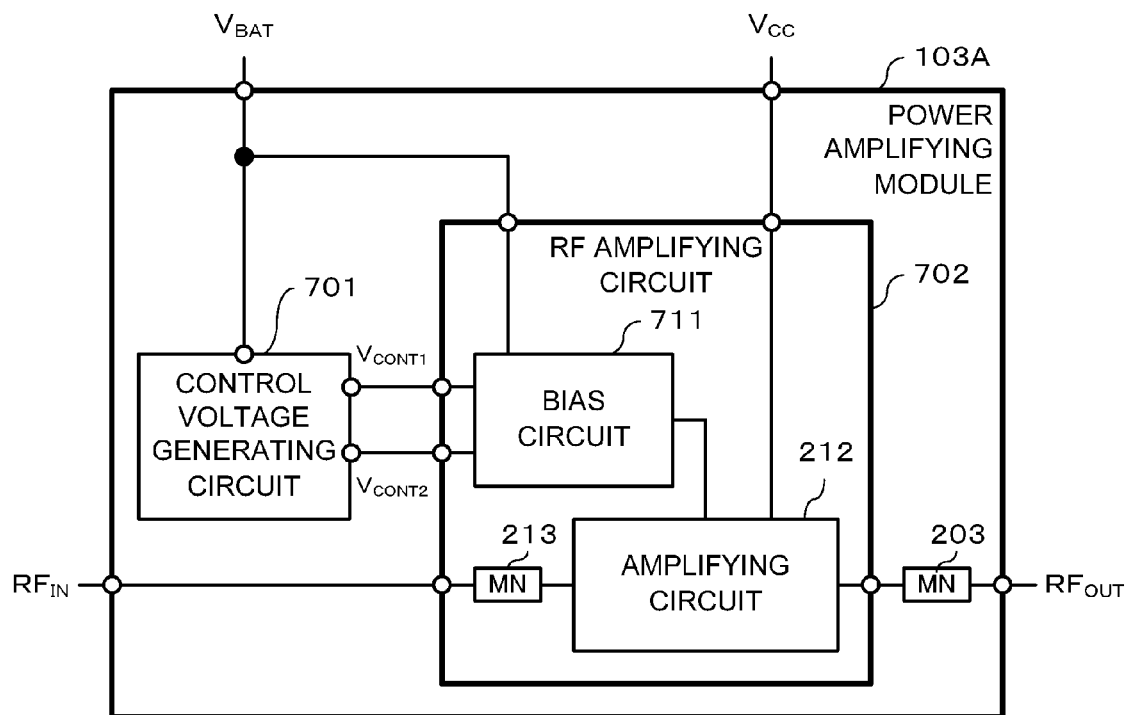 VBAT
VCC
103A
POWER
AMPLIFYING
MODULE
RF AMPLIFYING
CIRCUIT
702
701
711
VCONT1
CONTROL
VOLTAGE
GENERATING
CIRCUIT
BIAS
CIRCUIT
VCONT2
212
213
203
RFIN
MN
AMPLIFYING
CIRCUIT
MN
RFOUT